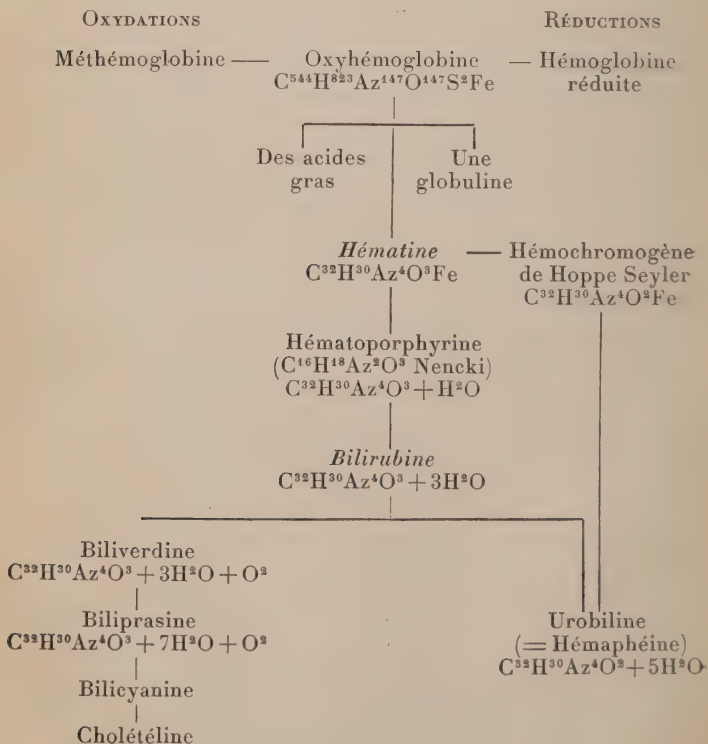 OXYDATIONS RÉDUCTIONS
Méthémoglobine — Oxyhémoglobine — Hémoglobine
C⁵⁴⁴H⁸²³Az¹⁴⁷O¹⁴⁷S²Fe réduite
Des acides Une
gras globuline
Hématine — Hémochromogène
C³²H³⁰Az⁴O³Fe de Hoppe Seyler
C³²H³⁰Az⁴O²Fe
Hématoporphyrine
(C¹⁶H¹⁸Az²O³ Nencki)
C³²H³⁰Az⁴O³ + H²O
Bilirubine
C³²H³⁰Az⁴O³ + 3H²O
Biliverdine
C³²H³⁰Az⁴O³ + 3H²O + O²
Biliprasine Urobiline
C³²H³⁰Az⁴O³ + 7H²O + O² (= Hémaphéine)
C³²H³⁰Az⁴O² + 5H²O
Bilicyanine
Cholétéline